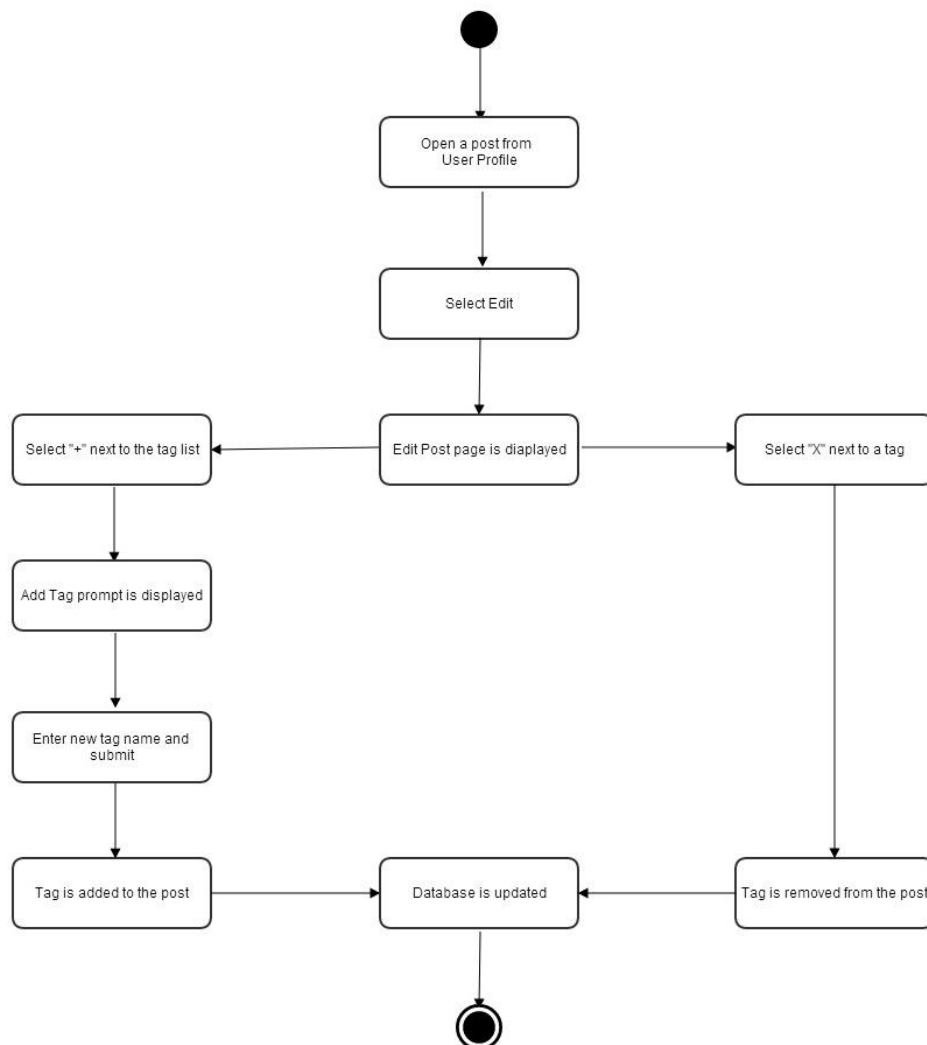 Open a post from
User Profile
Select Edit
Select "+" next to the tag list
Edit Post page is diaplayed
Select "X" next to a tag
Add Tag prompt is displayed
Enter new tag name and
submit
Tag is added to the post
Database is updated
Tag is removed from the post